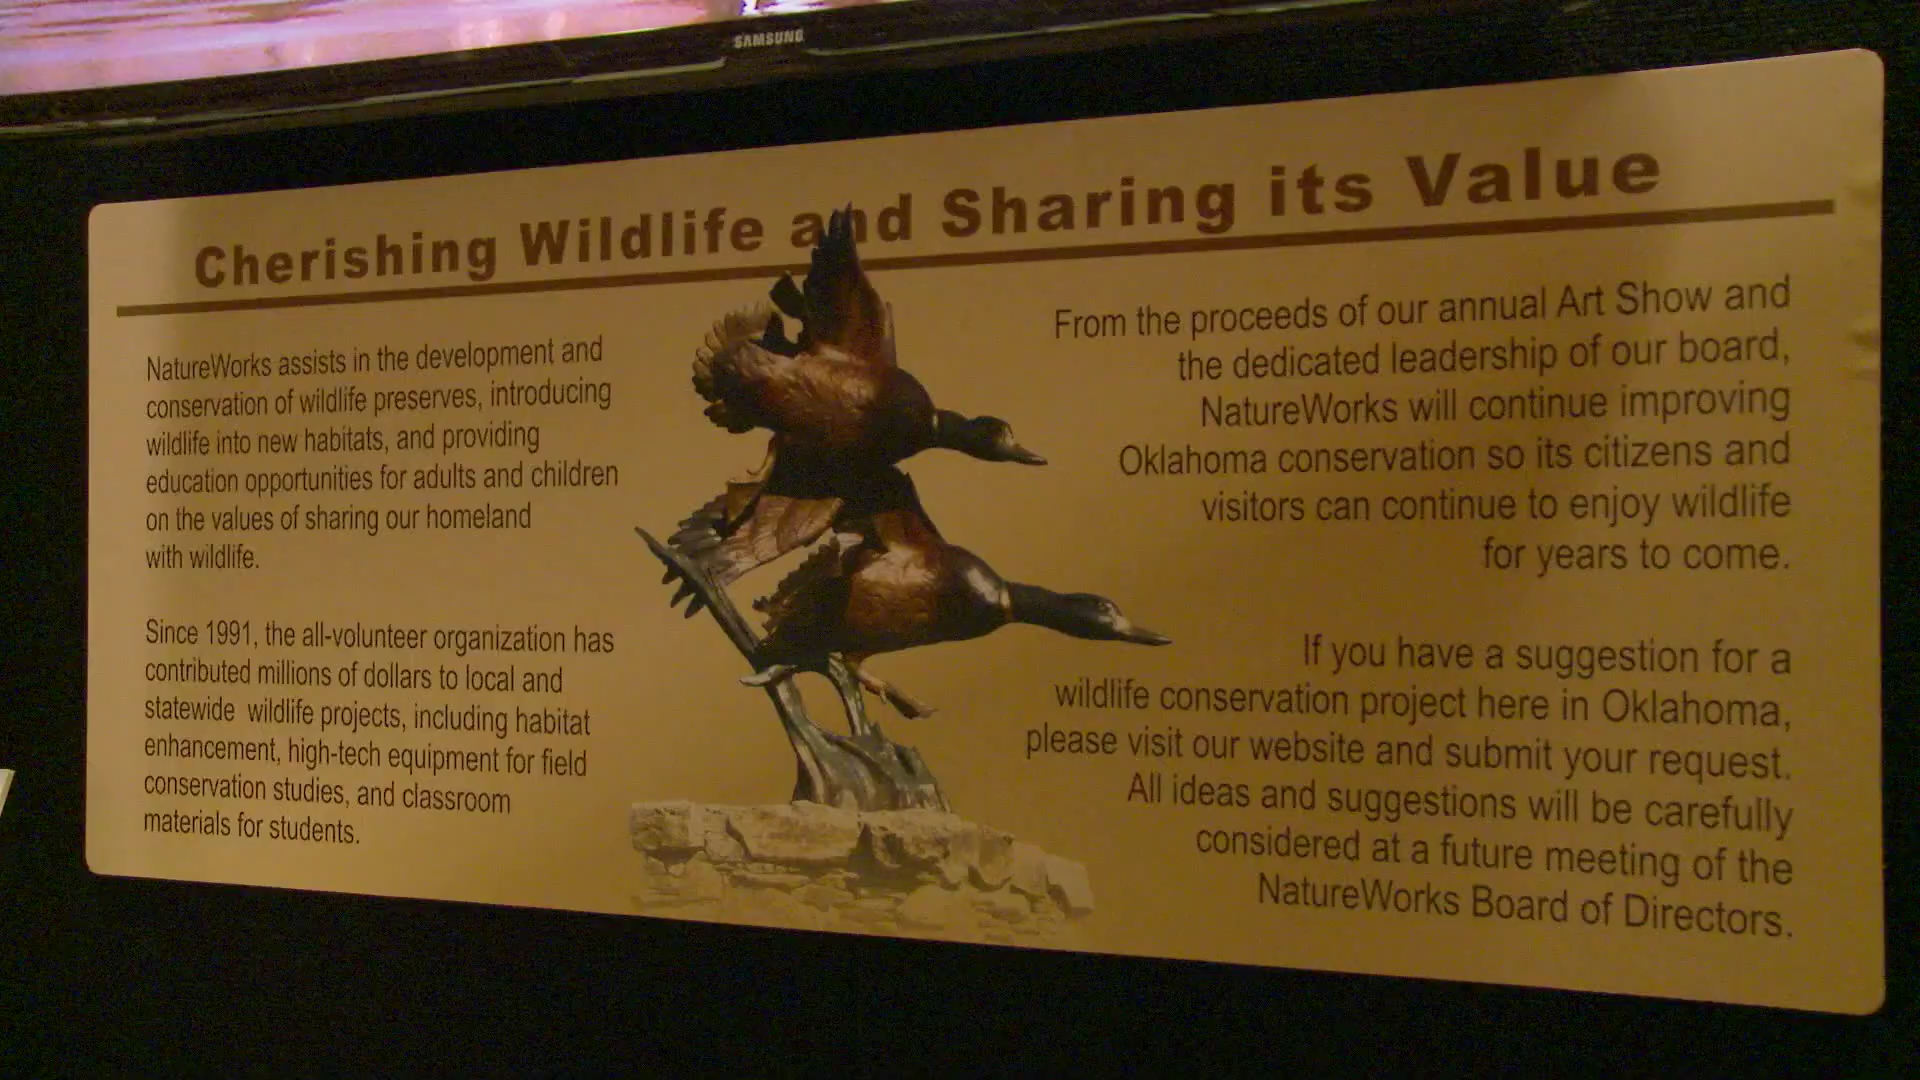 SAMSUNG
Cherishing Wildlife and Sharing its Value
NatureWorks assists in the development and
conservation of wildlife preserves, introducing
wildlife into new habitats, and providing
education opportunities for adults and children
on the values of sharing our homeland
with wildlife.
Since 1991, the all-volunteer organization has
contributed millions of dollars to local and
statewide wildlife projects, including habitat
enhancement, high-tech equipment for field
conservation studies, and classroom
materials for students.
From the proceeds of our annual Art Show and
the dedicated leadership of our board,
NatureWorks will continue improving
Oklahoma conservation so its citizens and
visitors can continue to enjoy wildlife
for years to come.
If you have a suggestion for a
wildlife conservation project here in Oklahoma,
please visit our website and submit your request.
All ideas and suggestions will be carefully
considered at a future meeting of the
NatureWorks Board of Directors.